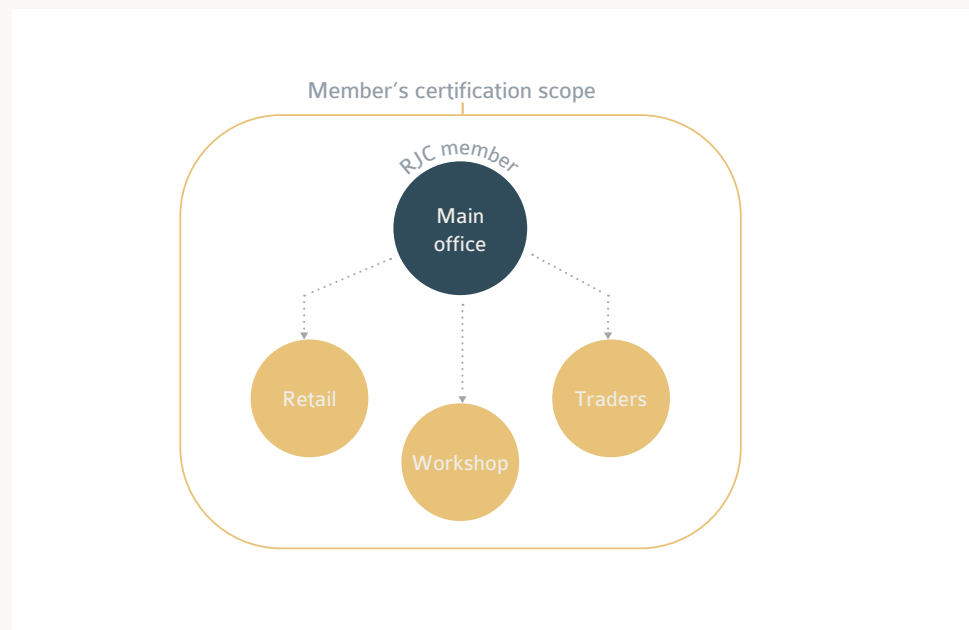 Member's certification scope
RJC member
Main
office
Retail
Traders
Workshop